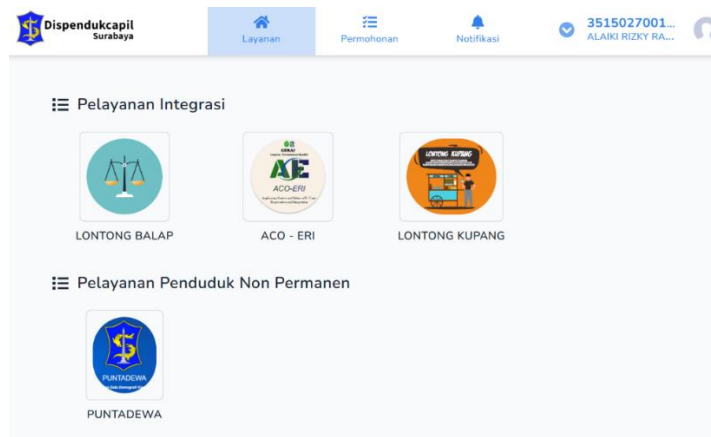 Dispendukcapil
Surabaya
Layanan
Permohonan
Notifikasi
3515027001...
ALAIKI RIZKY RA...
Pelayanan Integrasi
GERAI
ACO-ERI
LONTONG KUPANG
LONTONG BALAP
ACO - ERI
LONTONG KUPANG
Pelayanan Penduduk Non Permanen
PUNTADEWA
PUNTADEWA